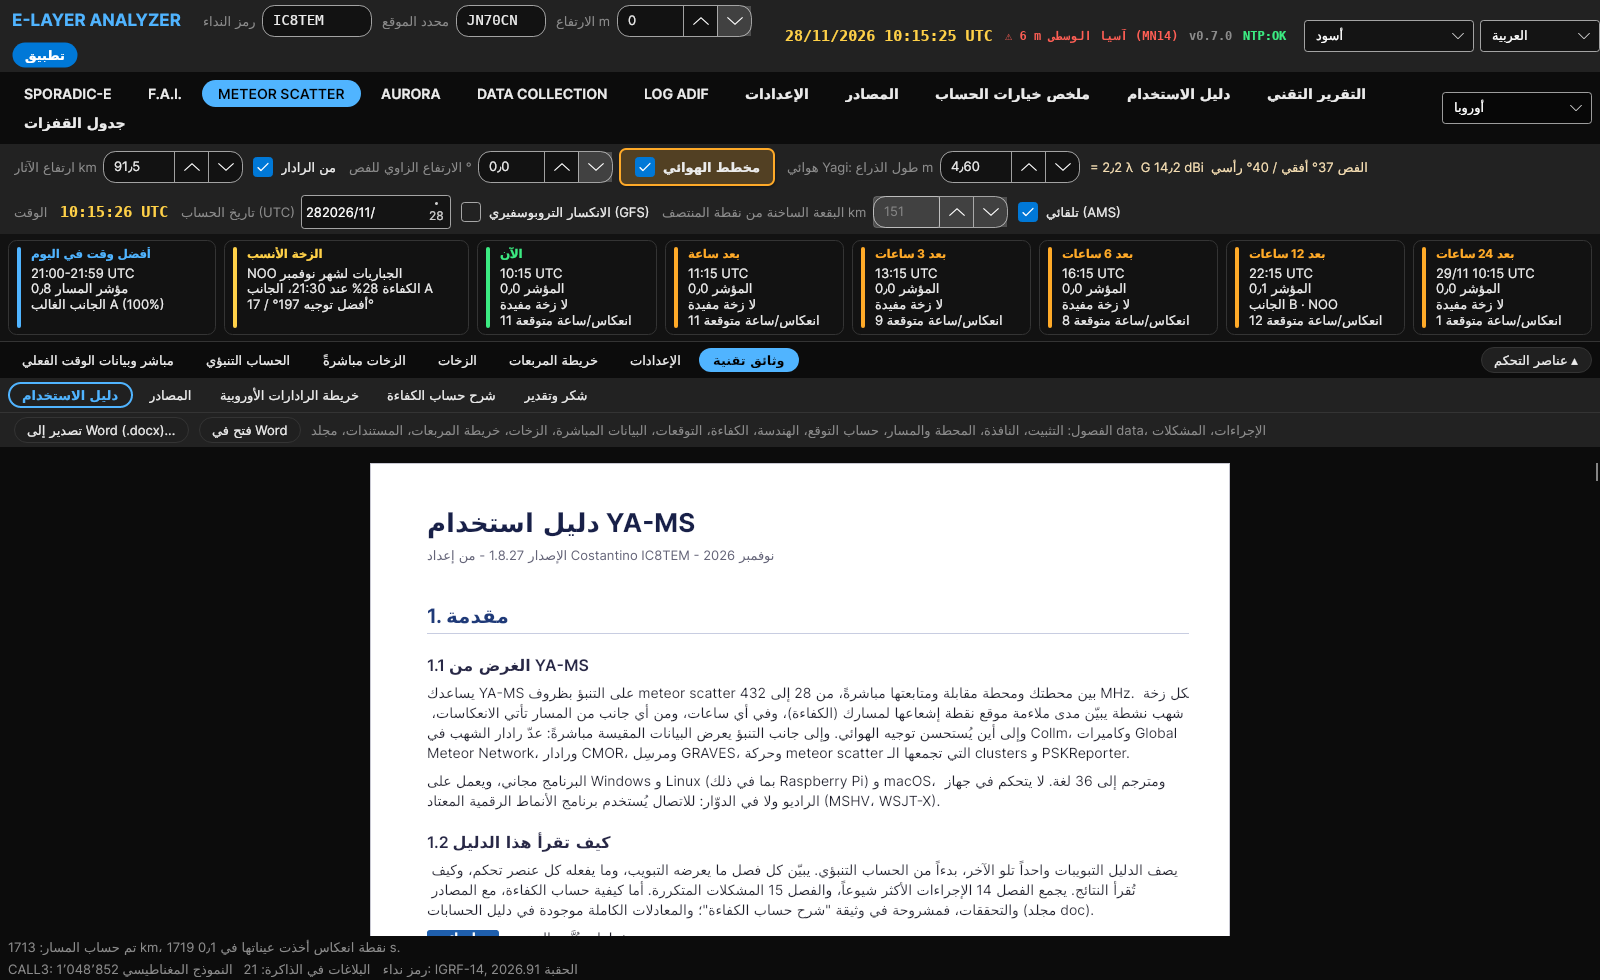 E-LAYER ANALYZER رمز النداء IC8TEM محدد الموقع JN70CN الارتفاع m 0
28/11/2026 10:15:25 UTC ⚠ 6 m آسيا الوسطى (MN14) v0.7.0 NTP:OK أسود العربية
تطبيق
SPORADIC-E F.A.I. METEOR SCATTER AURORA DATA COLLECTION LOG ADIF الإعدادات المصادر ملخص خيارات الحساب دليل الاستخدام التقرير التقني
أوروبا
جدول القفزات
ارتفاع الآثار km 91٫5 من الرادار الارتفاع الزاوي للفص ° 0٫0 مخطط الهوائي هوائي Yagi: طول الذراع m 4٫60 = 2٫2 λ G 14٫2 dBi الفص 37° أفقي / 40° رأسي
الوقت 10:15:26 UTC تاريخ الحساب (UTC) 282026/11/ 28 الانكسار التروبوسفيري (GFS) البقعة الساخنة من نقطة المنتصف km 151 تلقائي (AMS)
أفضل وقت في اليوم
21:00-21:59 UTC
مؤشر المسار 0٫8
الجانب الغالب A (100%)
الزخة الأنسب
الجباريات لشهر نوفمبر NOO
الكفاءة 28% عند 21:30، الجانب A
أفضل توجيه 197° / 17°
الآن
10:15 UTC
المؤشر 0٫0
لا زخة مفيدة
انعكاس/ساعة متوقعة 11
بعد ساعة
11:15 UTC
المؤشر 0٫0
لا زخة مفيدة
انعكاس/ساعة متوقعة 11
بعد 3 ساعات
13:15 UTC
المؤشر 0٫0
لا زخة مفيدة
انعكاس/ساعة متوقعة 9
بعد 6 ساعات
16:15 UTC
المؤشر 0٫0
لا زخة مفيدة
انعكاس/ساعة متوقعة 8
بعد 12 ساعات
22:15 UTC
المؤشر 0٫1
الجانب B · NOO
انعكاس/ساعة متوقعة 12
بعد 24 ساعات
29/11 10:15 UTC
المؤشر 0٫0
لا زخة مفيدة
انعكاس/ساعة متوقعة 1
مباشر وبيانات الوقت الفعلي الحساب التنبؤي الزخات مباشرةً الزخات خريطة المربعات الإعدادات وثائق تقنية عناصر التحكم ▴
دليل الاستخدام المصادر خريطة الرادارات الأوروبية شرح حساب الكفاءة شكر وتقدير
تصدير إلى Word (.docx)... فتح في Word الفصول: التثبيت، النافذة، المحطة والمسار، حساب التوقع، الهندسة، الكفاءة، التوقعات، البيانات المباشرة، الزخات، خريطة المربعات، المستندات، مجلد data، الإجراءات، المشكلات
دليل استخدام YA-MS
الإصدار 1.8.27 - من إعداد Costantino IC8TEM - نوفمبر 2026
1. مقدمة
1.1 الغرض من YA-MS
يساعدك YA-MS على التنبؤ بظروف meteor scatter بين محطتك ومحطة مقابلة ومتابعتها مباشرةً، من 28 إلى 432 MHz. لكل زخة
شهب نشطة يبيّن مدى ملاءمة موقع نقطة إشعاعها لمسارك (الكفاءة)، وفي أي ساعات، ومن أي جانب من المسار تأتي الانعكاسات،
وإلى أين يُستحسن توجيه الهوائي. وإلى جانب التنبؤ يعرض البيانات المقيسة مباشرةً: عدّ رادار الشهب في Collm، وكاميرات Global
Meteor Network، ورادار CMOR، ومرسِل GRAVES، وحركة meteor scatter التي تجمعها الـ clusters و PSKReporter.
البرنامج مجاني، ويعمل على Windows و Linux (بما في ذلك Raspberry Pi) و macOS، ومترجم إلى 36 لغة. لا يتحكم في جهاز
الراديو ولا في الدوّار: للاتصال يُستخدم برنامج الأنماط الرقمية المعتاد (MSHV، WSJT-X).
1.2 كيف تقرأ هذا الدليل
يصف الدليل التبويبات واحداً تلو الآخر، بدءاً من الحساب التنبؤي. يبيّن كل فصل ما يعرضه التبويب، وما يفعله كل عنصر تحكم، وكيف
تُقرأ النتائج. يجمع الفصل 14 الإجراءات الأكثر شيوعاً، والفصل 15 المشكلات المتكررة. أما كيفية حساب الكفاءة، مع المصادر
والتحققات، فمشروحة في وثيقة "شرح حساب الكفاءة"؛ والمعادلات الكاملة موجودة في دليل الحسابات (مجلد doc).
تم حساب المسار: 1713 km، 1719 نقطة انعكاس أخذت عيناتها في 0٫1 s.
CALL3: 1٬048٬852 رمز نداء البلاغات في الذاكرة: 21 النموذج المغناطيسي: IGRF-14, الحقبة 2026.91